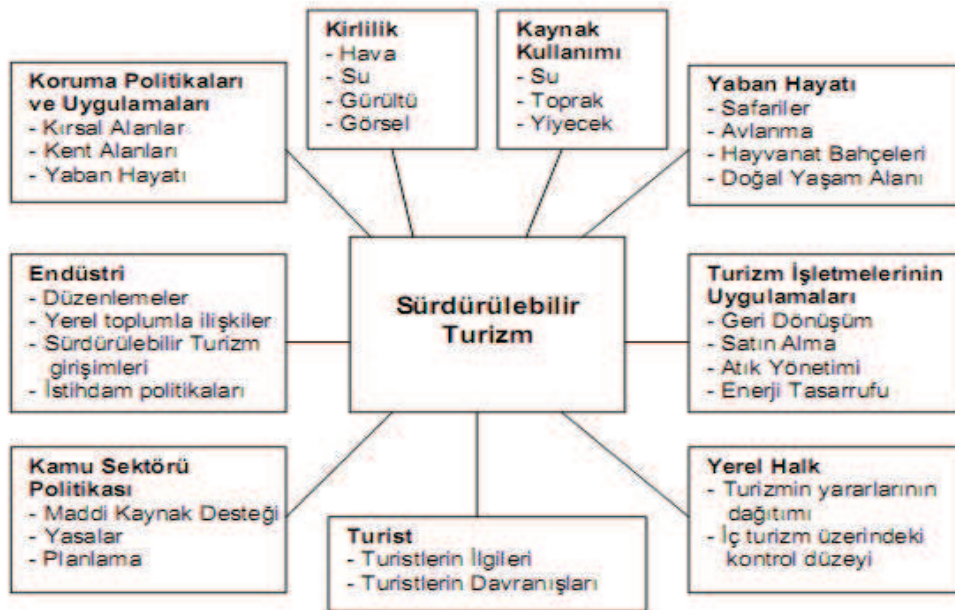 Kirlilik
- Hava
- Su
- Gürültü
- Görsel
Kaynak
Kullanımı
- Su
- Toprak
- Yiyecek
Koruma Politikaları
ve Uygulamaları
- Kırsal Alanlar
- Kent Alanları
- Yaban Hayatı
Yaban Hayatı
- Safariler
- Avlanma
- Hayvanat Bahçeleri
- Doğal Yaşam Alanı
Endüstri
- Düzenlemeler
- Yerel toplumla ilişkiler
- Sürdürülebilir Turizm
girişimleri
- İstihdam politikaları
Sürdürülebilir
Turizm
Turizm İşletmelerinin
Uygulamaları
- Geri Dönüşüm
- Satın Alma
- Atık Yönetimi
- Enerji Tasarrufu
Kamu Sektörü
Politikası
- Maddi Kaynak Desteği
- Yasalar
- Planlama
Turist
- Turistlerin İlgileri
- Turistlerin Davranışları
Yerel Halk
- Turizmin yararlarının
dağıtımı
- İç turizm üzerindeki
kontrol düzeyi